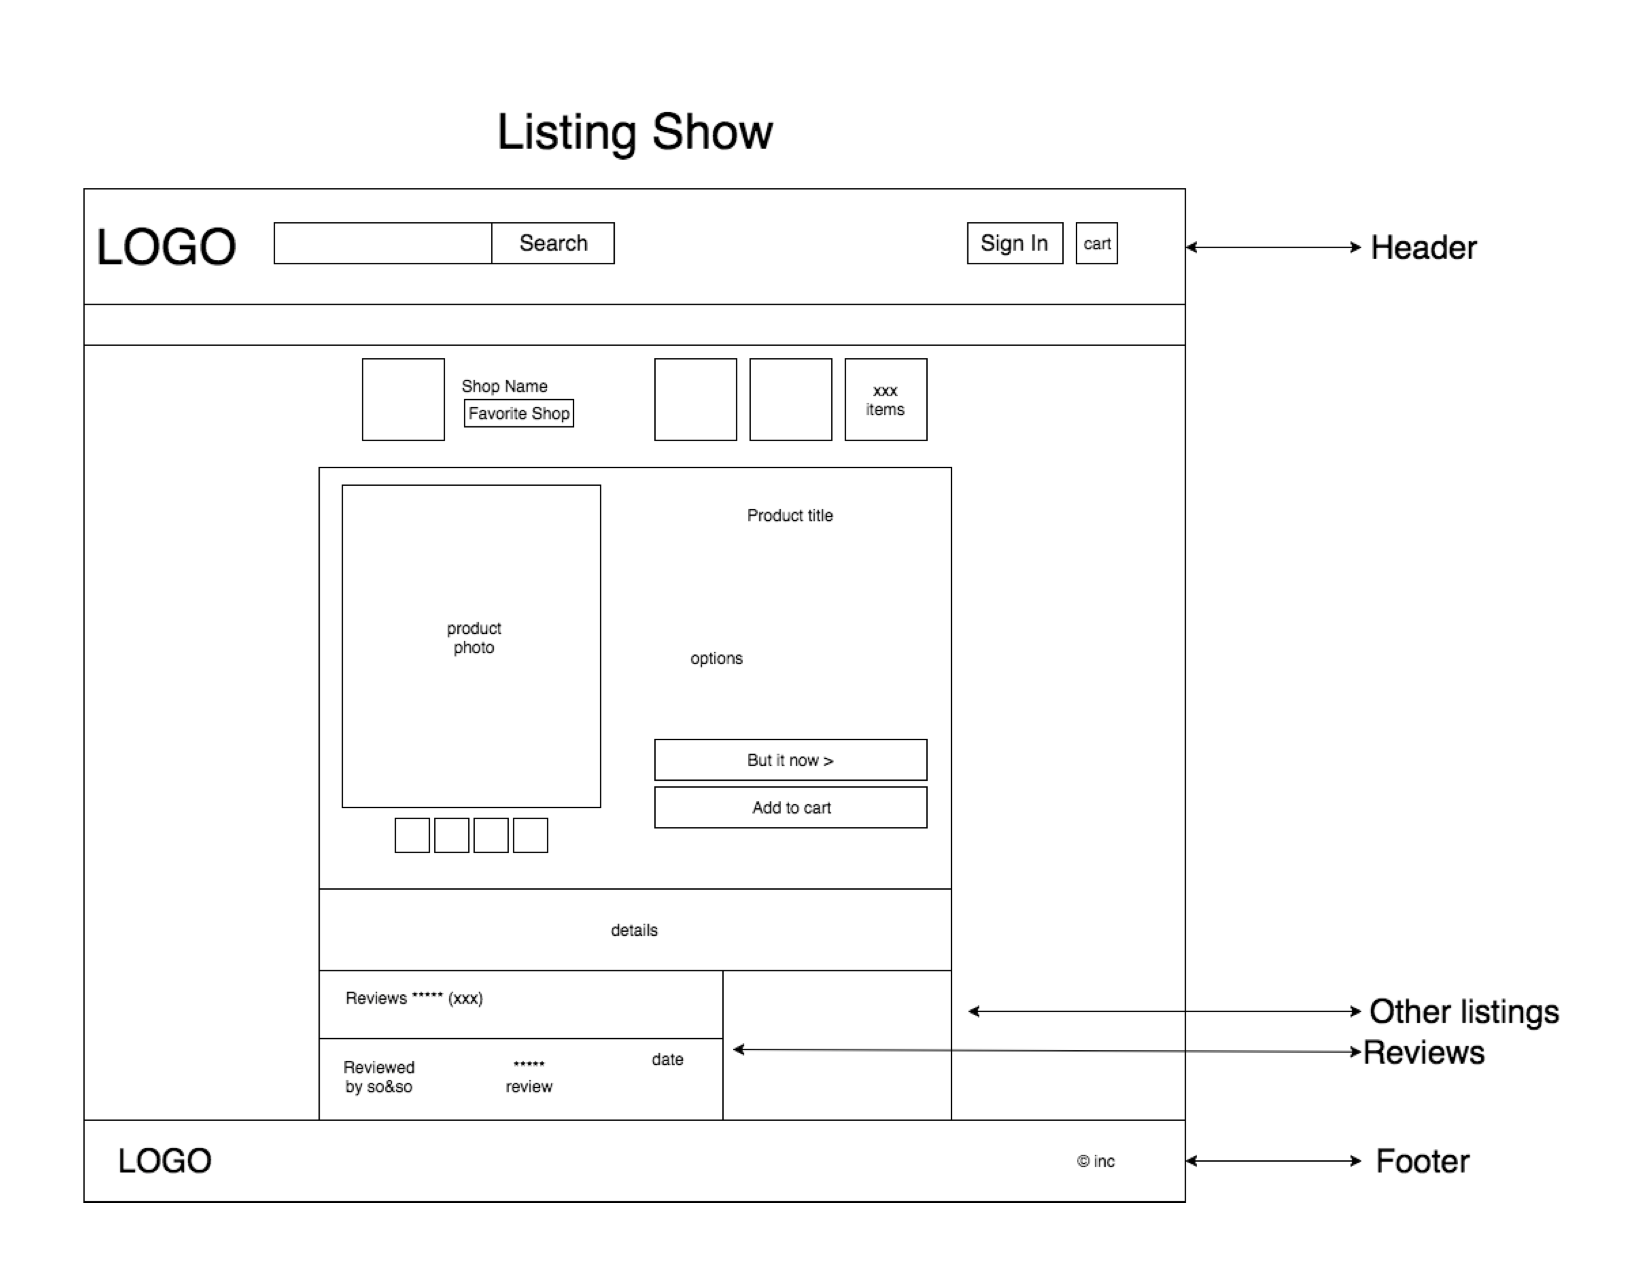 Listing Show
LOGO
Search
Sign In
cart
Header
Shop Name
Favorite Shop
xxx
items
Product title
product
photo
options
But it now >
Add to cart
details
Reviews ***** (xxx)
Other listings
Reviews
Reviewed
by so&so
*****
review
date
LOGO
© inc
Footer